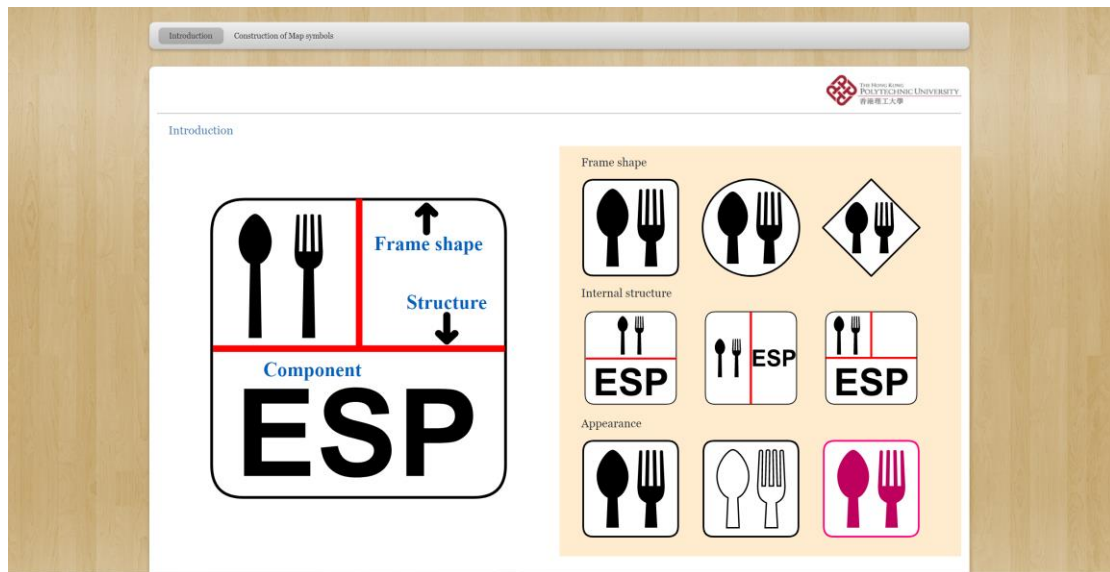 Introduction
Construction of Map symbols
THE HONG KONG
POLYTECHNIC UNIVERSITY
香港理工大學
Introduction
Frame shape
Structure
Component
ESP
Frame shape
Internal structure
ESP
ESP
ESP
Appearance